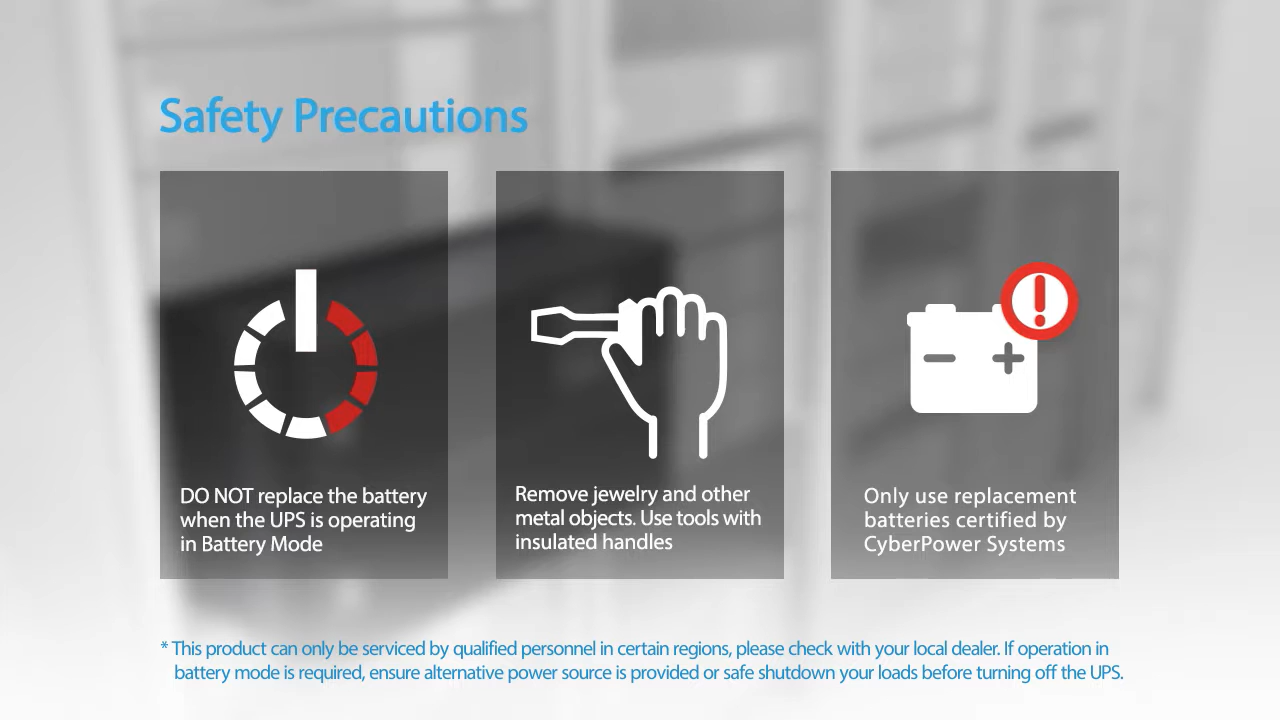 Safety Precautions
DO NOT replace the battery
when the UPS is operating
in Battery Mode
Remove jewelry and other
metal objects. Use tools with
insulated handles
Only use replacement
batteries certified by
CyberPower Systems
* This product can only be serviced by qualified personnel in certain regions, please check with your local dealer. If operation in
battery mode is required, ensure alternative power source is provided or safe shutdown your loads before turning off the UPS.